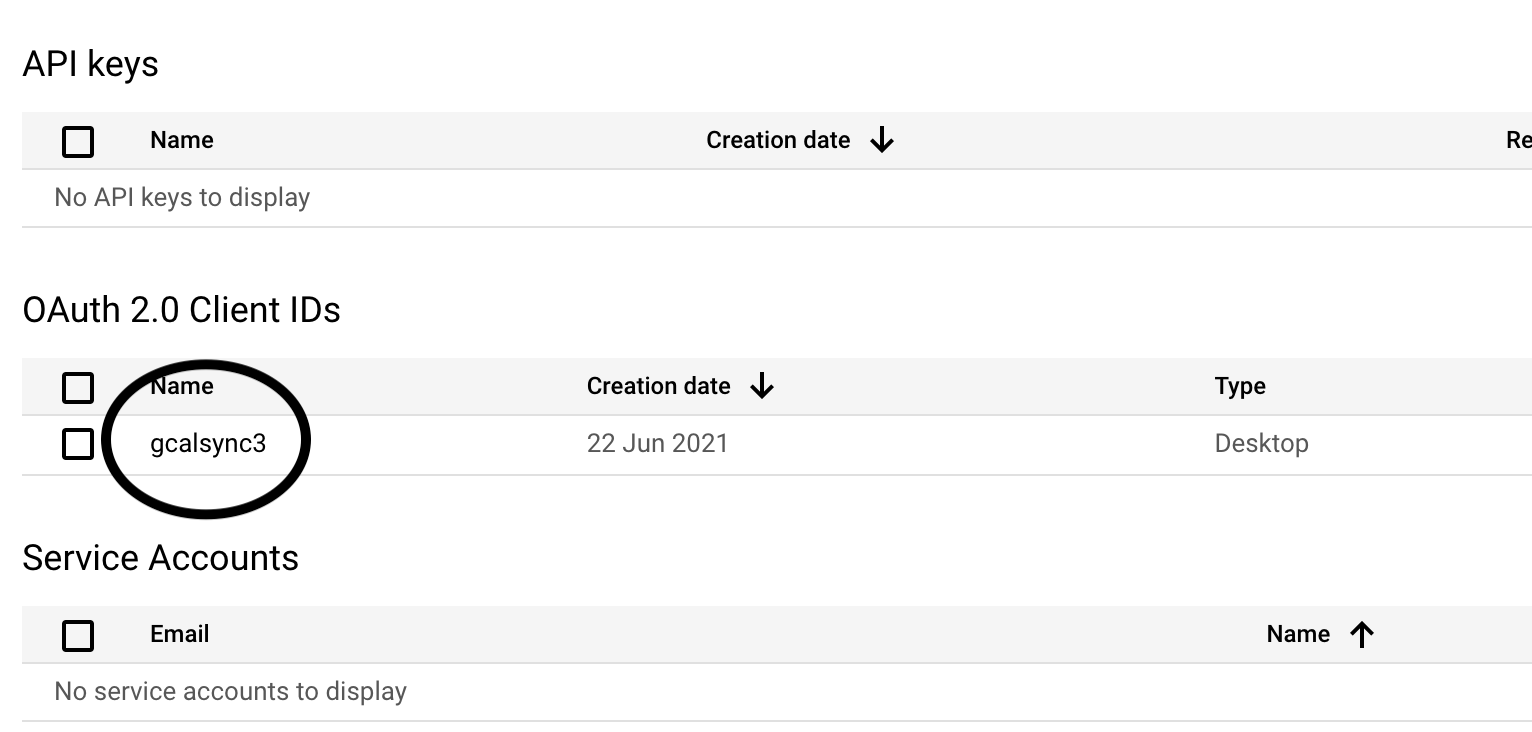 API keys
Name Creation date Re
No API keys to display
OAuth 2.0 Client IDs
Name Creation date Type
gcalsync3 22 Jun 2021 Desktop
Service Accounts
Email Name
No service accounts to display